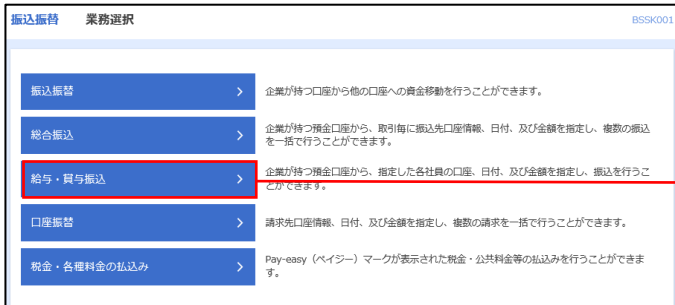 振込振替 業務選択 BSSK001
振込振替 >
企業が持つ口座から他の口座への資金移動を行うことができます。
総合振込 >
企業が持つ預金口座から、取引毎に振込先口座情報、日付、及び金額を指定し、複数の振込
を一括で行うことができます。
給与・賞与振込 >
企業が持つ預金口座から、指定した各社員の口座、日付、及び金額を指定し、振込を行うこ
とができます。
口座振替 >
請求先口座情報、日付、及び金額を指定し、複数の請求を一括で行うことができます。
税金・各種料金の払込み >
Pay-easy（ペイジー）マークが表示された税金・公共料金等の払込みを行うことができま
す。